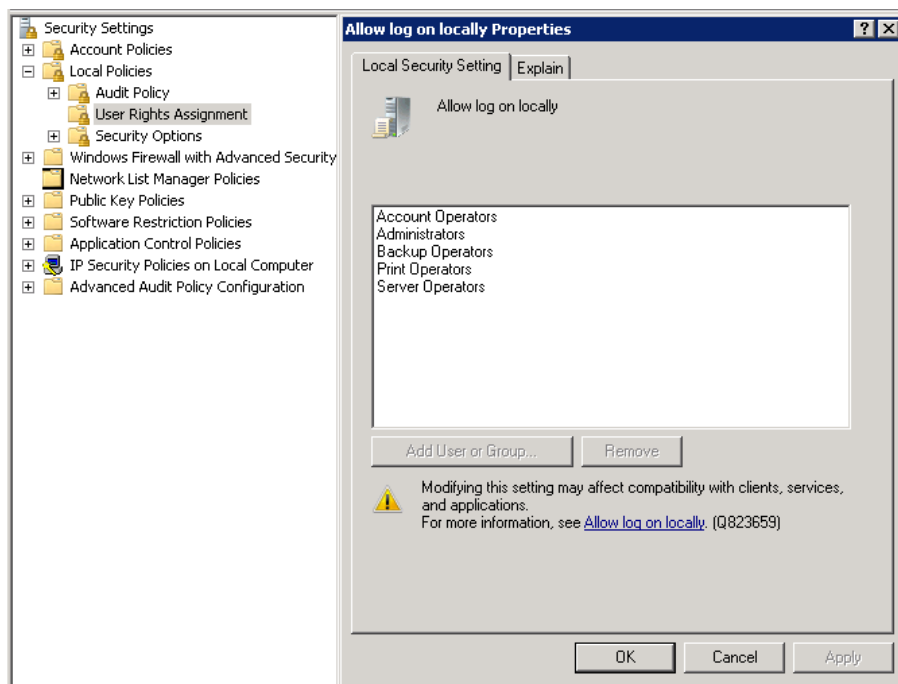 Security Settings
Account Policies
Local Policies
Audit Policy
User Rights Assignment
Security Options
Windows Firewall with Advanced Security
Network List Manager Policies
Public Key Policies
Software Restriction Policies
Application Control Policies
IP Security Policies on Local Computer
Advanced Audit Policy Configuration
Allow log on locally Properties
Local Security Setting
Explain
Allow log on locally
Account Operators
Administrators
Backup Operators
Print Operators
Server Operators
Add User or Group...
Remove
Modifying this setting may affect compatibility with clients, services,
and applications.
For more information, see Allow log on locally. (Q823659)
OK
Cancel
Apply